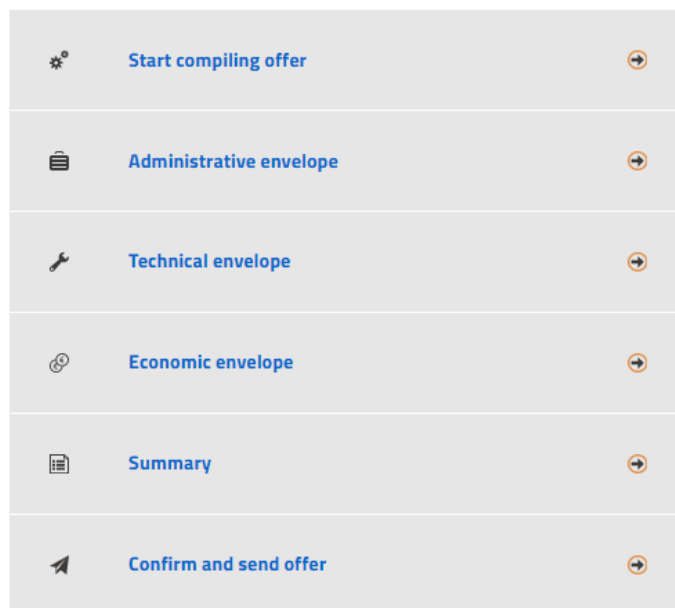 Start compiling offer
Administrative envelope
Technical envelope
Economic envelope
Summary
Confirm and send offer